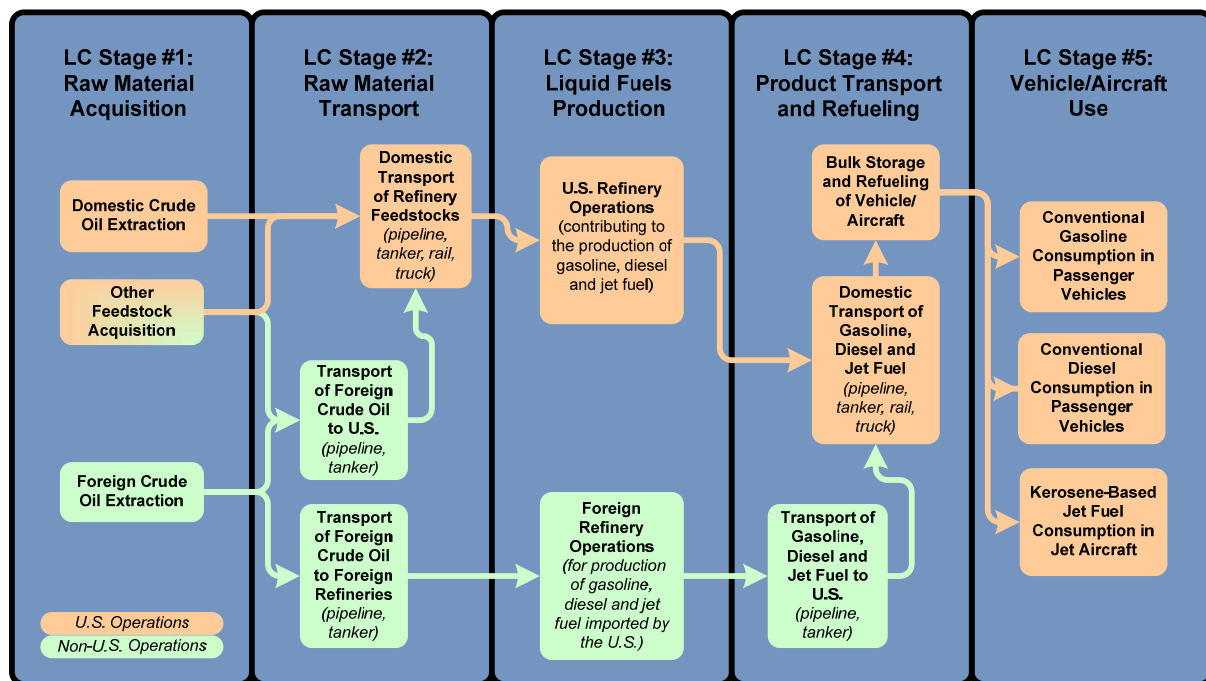 LC Stage #1:
Raw Material
Acquisition
Domestic Crude
Oil Extraction
Other
Feedstock
Acquisition
Foreign Crude
Oil Extraction
U.S. Operations
Non-U.S. Operations
LC Stage #2:
Raw Material
Transport
Domestic
Transport
of Refinery
Feedstocks
(pipeline,
tanker, rail,
truck)
Transport
of Foreign
Crude Oil
to U.S.
(pipeline,
tanker)
Transport
of Foreign
Crude Oil
to Foreign
Refineries
(pipeline,
tanker)
LC Stage #3:
Liquid Fuels
Production
U.S. Refinery
Operations
(contributing to
the production of
gasoline, diesel
and jet fuel)
Foreign
Refinery
Operations
(for production
of gasoline,
diesel and jet
fuel imported by
the U.S.)
LC Stage #4:
Product Transport
and Refueling
Bulk Storage
and Refueling
of Vehicle/
Aircraft
Domestic
Transport of
Gasoline,
Diesel and
Jet Fuel
(pipeline,
tanker, rail,
truck)
Transport of
Gasoline,
Diesel and
Jet Fuel to
U.S.
(pipeline,
tanker)
LC Stage #5:
Vehicle/Aircraft
Use
Conventional
Gasoline
Consumption in
Passenger
Vehicles
Conventional
Diesel
Consumption in
Passenger
Vehicles
Kerosene-Based
Jet Fuel
Consumption in
Jet Aircraft